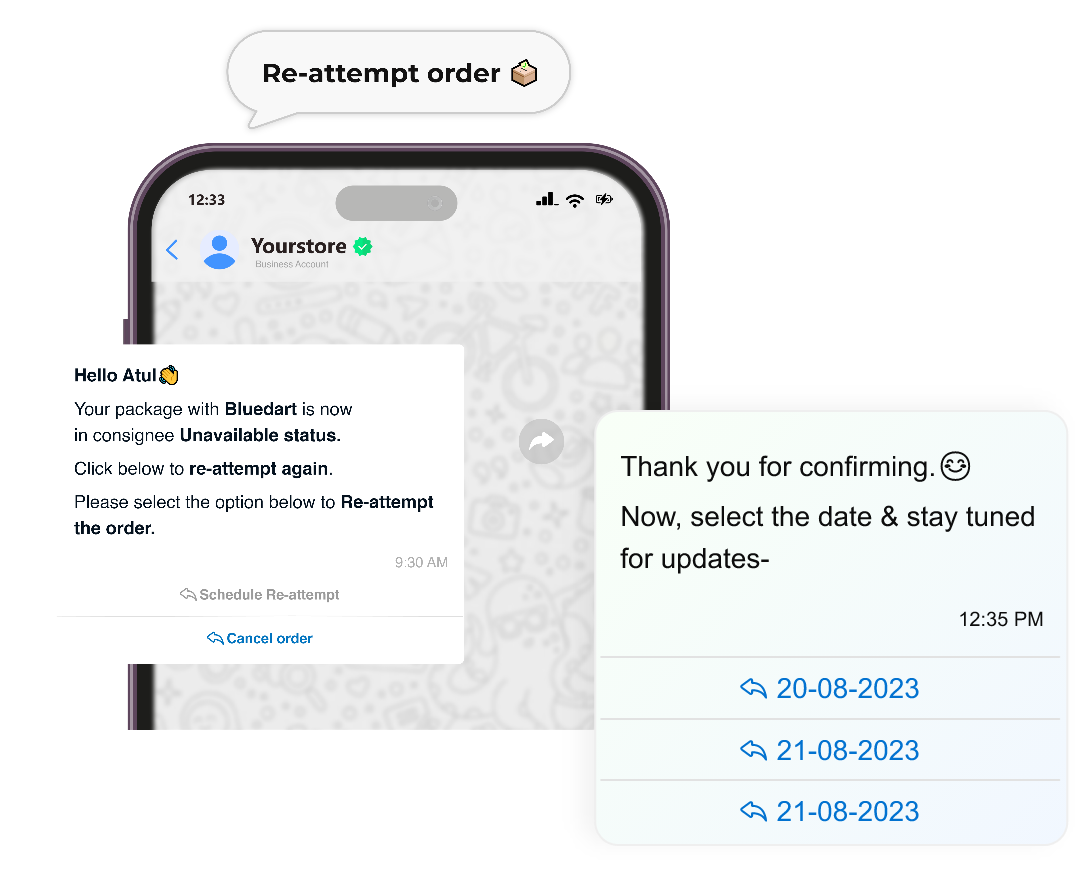 Re-attempt order
12:33
Yourstore
Business Account
Hello Atul
Your package with Bluedart is now
in consignee Unavailable status.
Click below to re-attempt again.
Please select the option below to Re-attempt
the order.
9:30 AM
Schedule Re-attempt
Cancel order
Thank you for confirming.
Now, select the date & stay tuned
for updates-
12:35 PM
20-08-2023
21-08-2023
21-08-2023